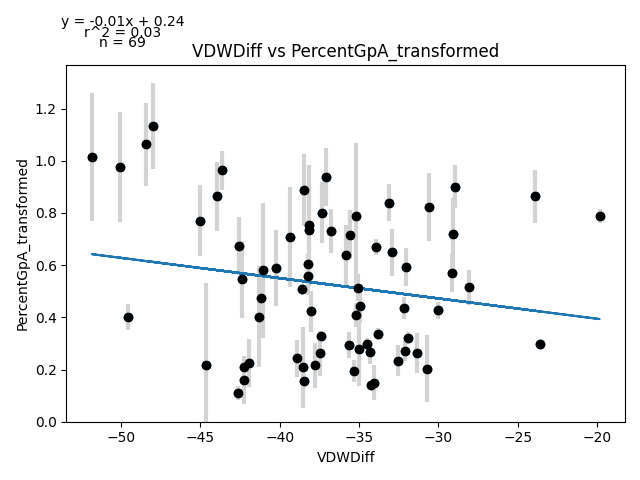 y = -0.01x + 0.24
r^2 = 0.03
n = 69
VDWDiff vs PercentGpA_transformed
1.2
1.0
0.8
0.6
0.4
0.2
0.0
PercentGpA_transformed
−50
−45
−40
−35
−30
−25
−20
VDWDiff